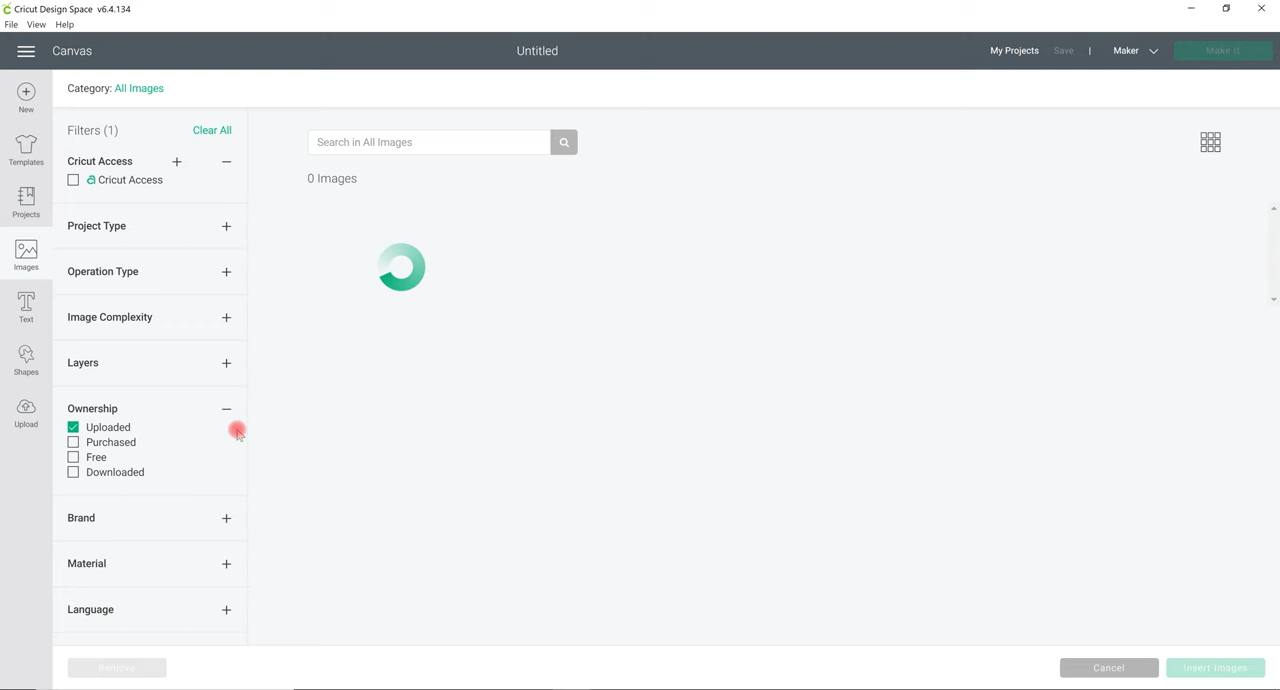 Cricut Design Space v6.4.134
File View Help
Canvas Untitled My Projects Save | Maker Make It
New
Templates
Projects
Images
Text
Shapes
Upload
Category: All Images
Filters (1) Clear All
Cricut Access
Cricut Access
Project Type
Operation Type
Image Complexity
Layers
Ownership
Uploaded
Purchased
Free
Downloaded
Brand
Material
Language
Search in All Images
0 Images
Remove Cancel Insert Images